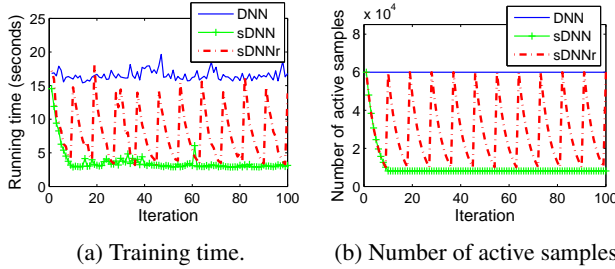 25
20
15
10
5
0
0 20 40 60 80 100
Running time (seconds)
Iteration
DNN
sDNN
sDNNr
x 10^4
8
6
4
2
0
0 20 40 60 80 100
Number of active samples
Iteration
DNN
sDNN
sDNNr
(a) Training time.
(b) Number of active samples